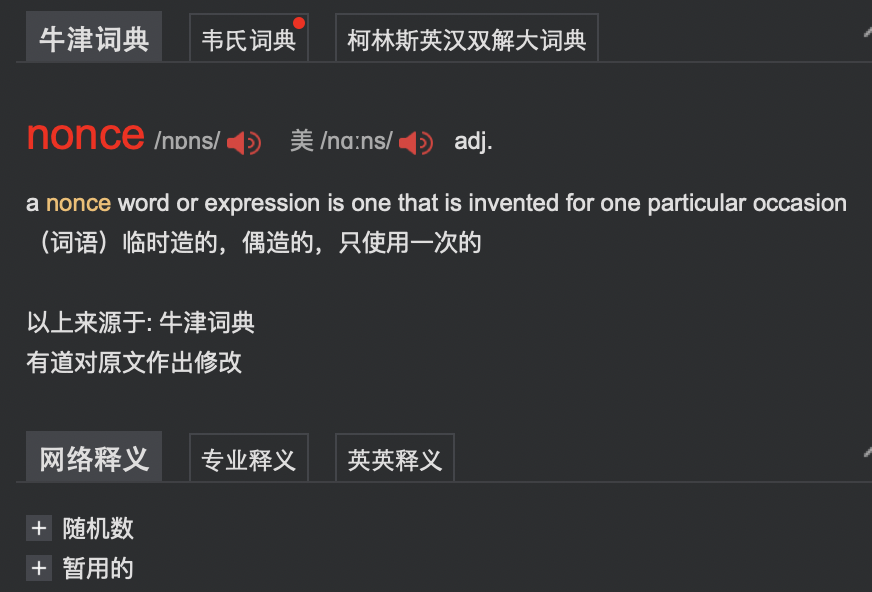 牛津词典 韦氏词典 柯林斯英汉双解大词典
nonce /nɒns/ 美 /nɑːns/ adj.
a nonce word or expression is one that is invented for one particular occasion
（词语）临时造的，偶造的，只使用一次的
以上来源于: 牛津词典
有道对原文作出修改
网络释义 专业释义 英英释义
+ 随机数
+ 暂用的